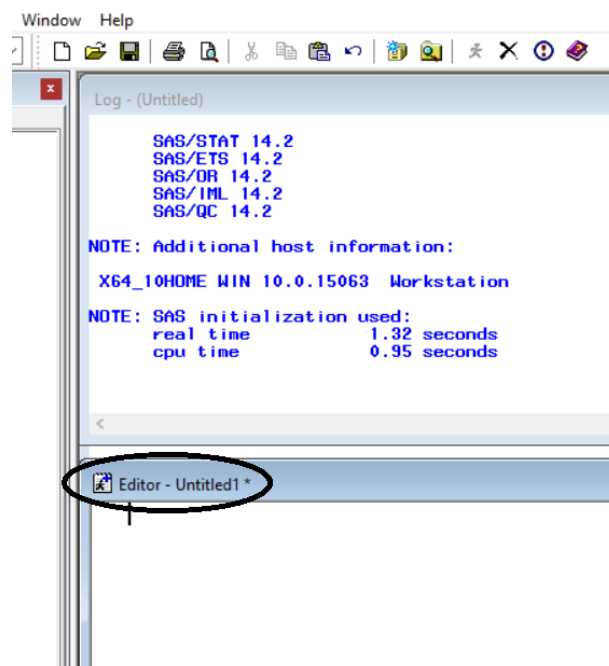 Window Help
Log - (Untitled)
SAS/STAT 14.2
SAS/ETS 14.2
SAS/OR 14.2
SAS/IML 14.2
SAS/QC 14.2
NOTE: Additional host information:
X64_10HOME WIN 10.0.15063 Workstation
NOTE: SAS initialization used:
real time 1.32 seconds
cpu time 0.95 seconds
Editor - Untitled1 *